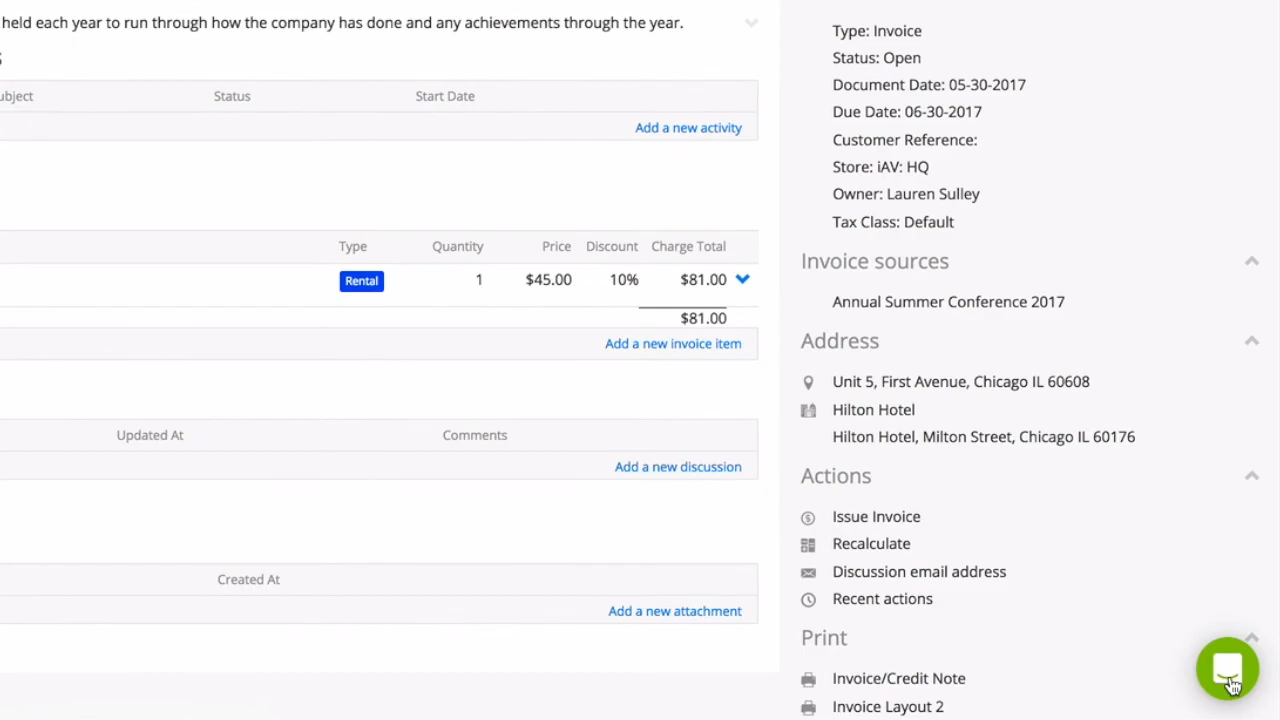 held each year to run through how the company has done and any achievements through the year.
Status Start Date
Add a new activity
Type Quantity Price Discount Charge Total
Rental 1 $45.00 10% $81.00
$81.00
Add a new invoice item
Updated At Comments
Add a new discussion
Created At
Add a new attachment
Type: Invoice
Status: Open
Document Date: 05-30-2017
Due Date: 06-30-2017
Customer Reference:
Store: iAV: HQ
Owner: Lauren Sulley
Tax Class: Default
Invoice sources
Annual Summer Conference 2017
Address
Unit 5, First Avenue, Chicago IL 60608
Hilton Hotel
Hilton Hotel, Milton Street, Chicago IL 60176
Actions
Issue Invoice
Recalculate
Discussion email address
Recent actions
Print
Invoice/Credit Note
Invoice Layout 2